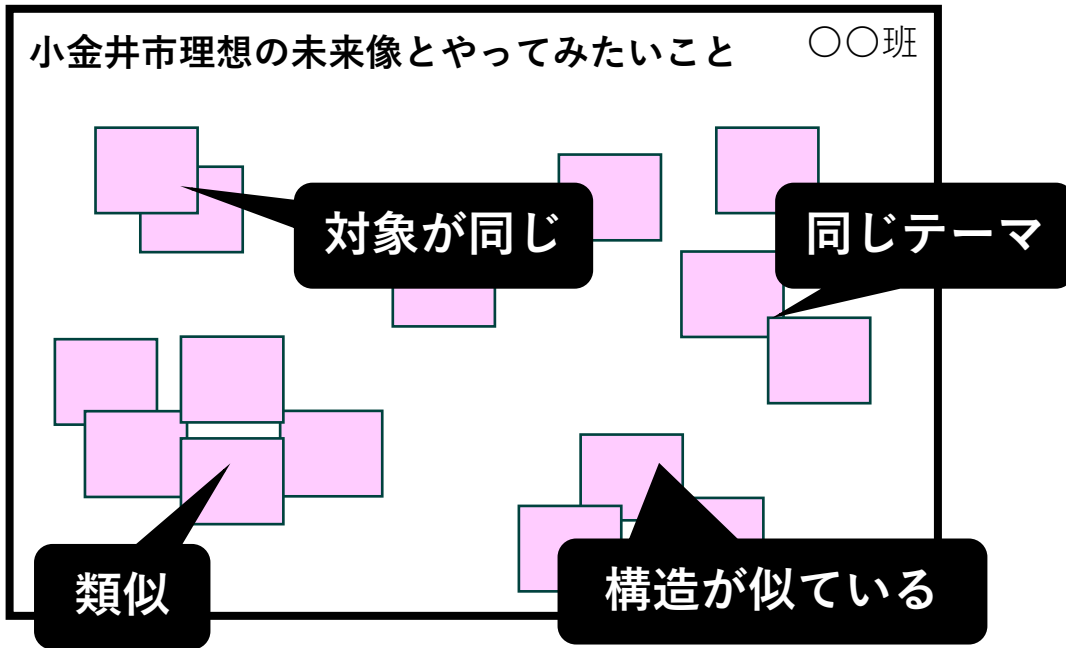 小金井市理想の未来像とやってみたいこと
〇〇班
対象が同じ
同じテーマ
類似
構造が似ている